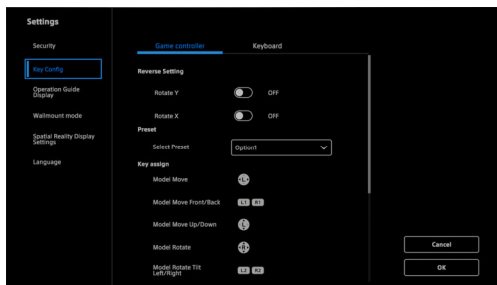 Settings
Security
Key Config
Operation Guide
Display
Wallmount mode
Spatial Reality Display
Settings
Language
Game controller
Keyboard
Reverse Setting
Rotate Y
OFF
Rotate X
OFF
Preset
Select Preset
Option1
Key assign
Model Move
L
Model Move Front/Back
L1 R1
Model Move Up/Down
L
Model Rotate
R
Model Rotate Tilt
Left/Right
L2 R2
Cancel
OK